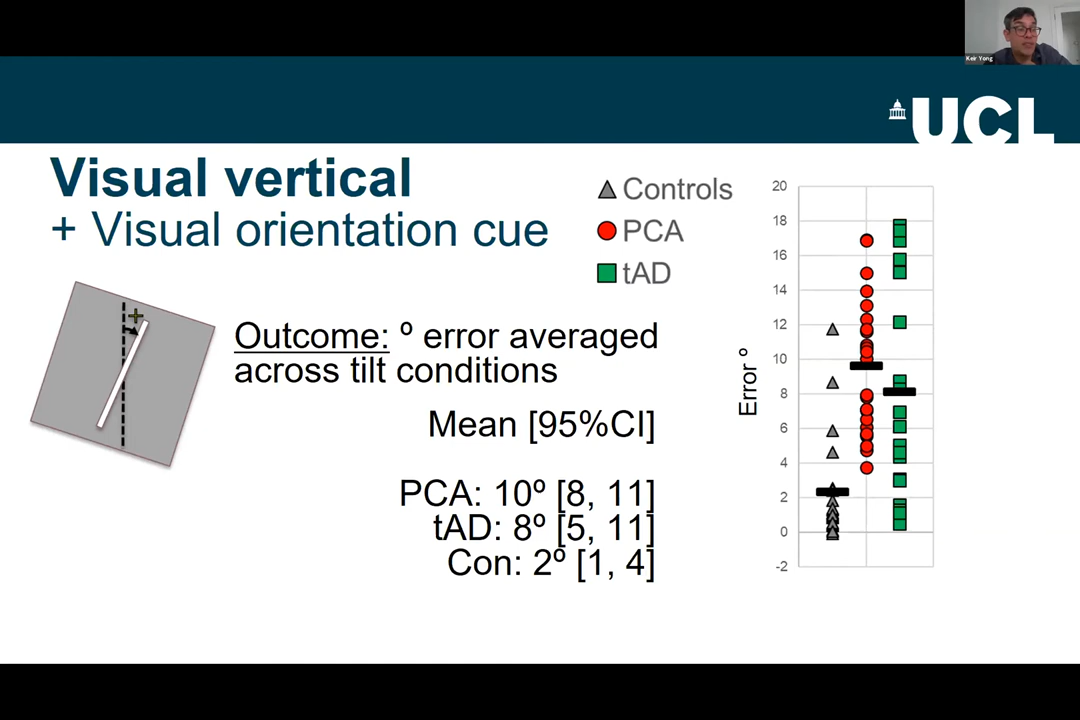 Keir Yong
UCL
Visual vertical
+ Visual orientation cue
Controls
PCA
tAD
Outcome: º error averaged
across tilt conditions
Mean [95%CI]
PCA: 10º [8, 11]
tAD: 8º [5, 11]
Con: 2º [1, 4]
Error º
20
18
16
14
12
10
8
6
4
2
0
-2